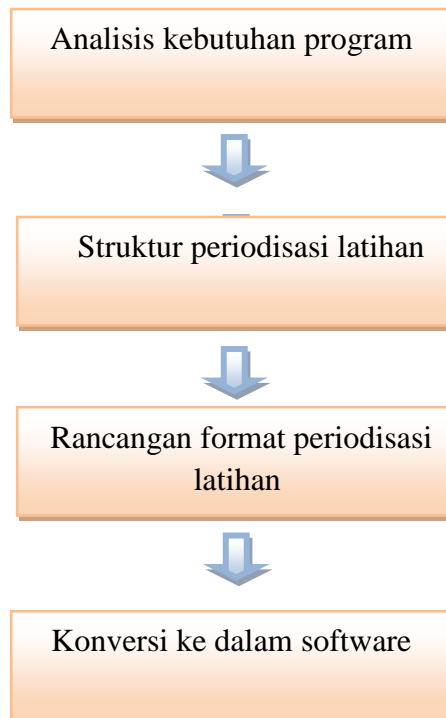 Analisis kebutuhan program
Struktur periodisasi latihan
Rancangan format periodisasi
latihan
Konversi ke dalam software